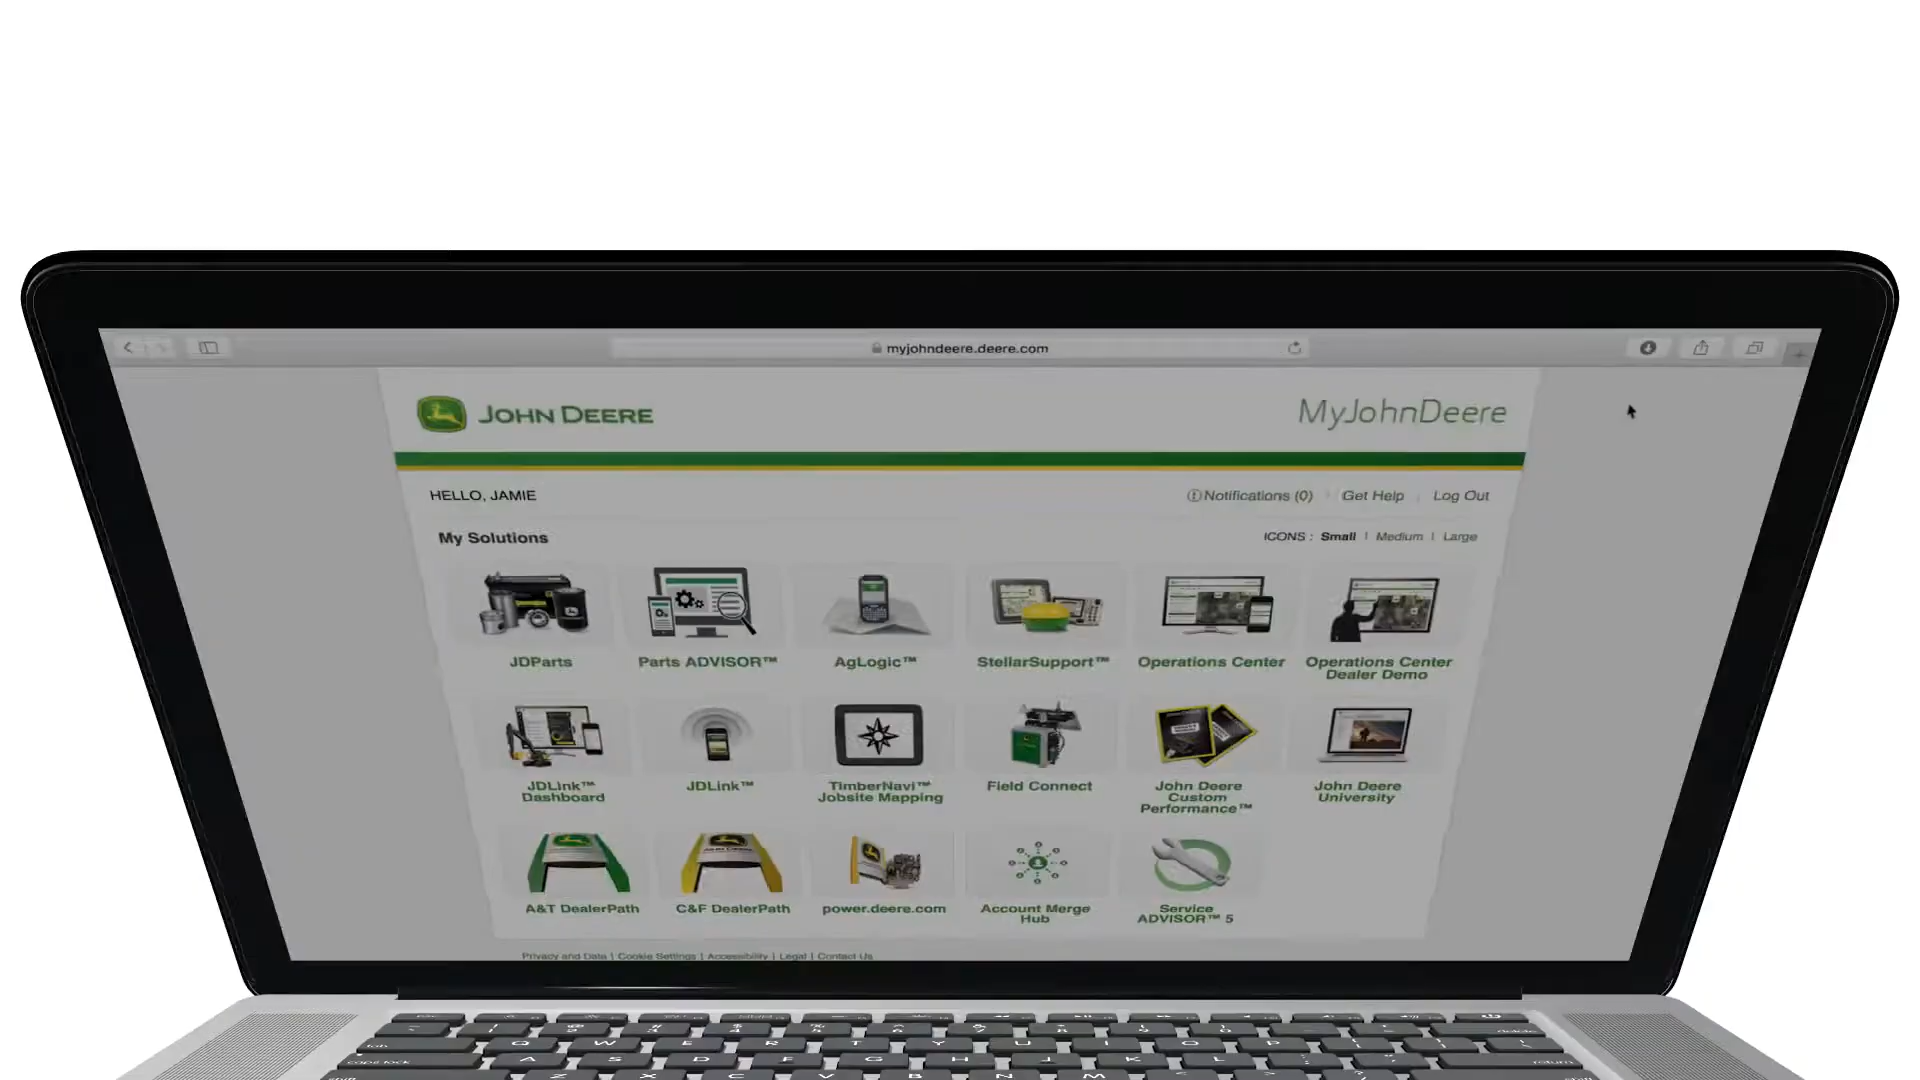 myjohndeere.deere.com
JOHN DEERE
MyJohnDeere
HELLO, JAMIE
Notifications (0) | Get Help | Log Out
My Solutions
ICONS : Small | Medium | Large
JDParts
Parts ADVISOR™
AgLogic™
StellarSupport™
Operations Center
Operations Center
Dealer Demo
JDLink™
Dashboard
JDLink™
TimberNavi™
Jobsite Mapping
Field Connect
John Deere
Custom
Performance™
John Deere
University
A&T DealerPath
C&F DealerPath
power.deere.com
Account Merge
Hub
Service
ADVISOR™ 5
Privacy and Data | Cookie Settings | Accessibility | Legal | Contact Us
Q W E R T Y U I O P
caps lock A S D F G H J K L return
Z X C V B N M